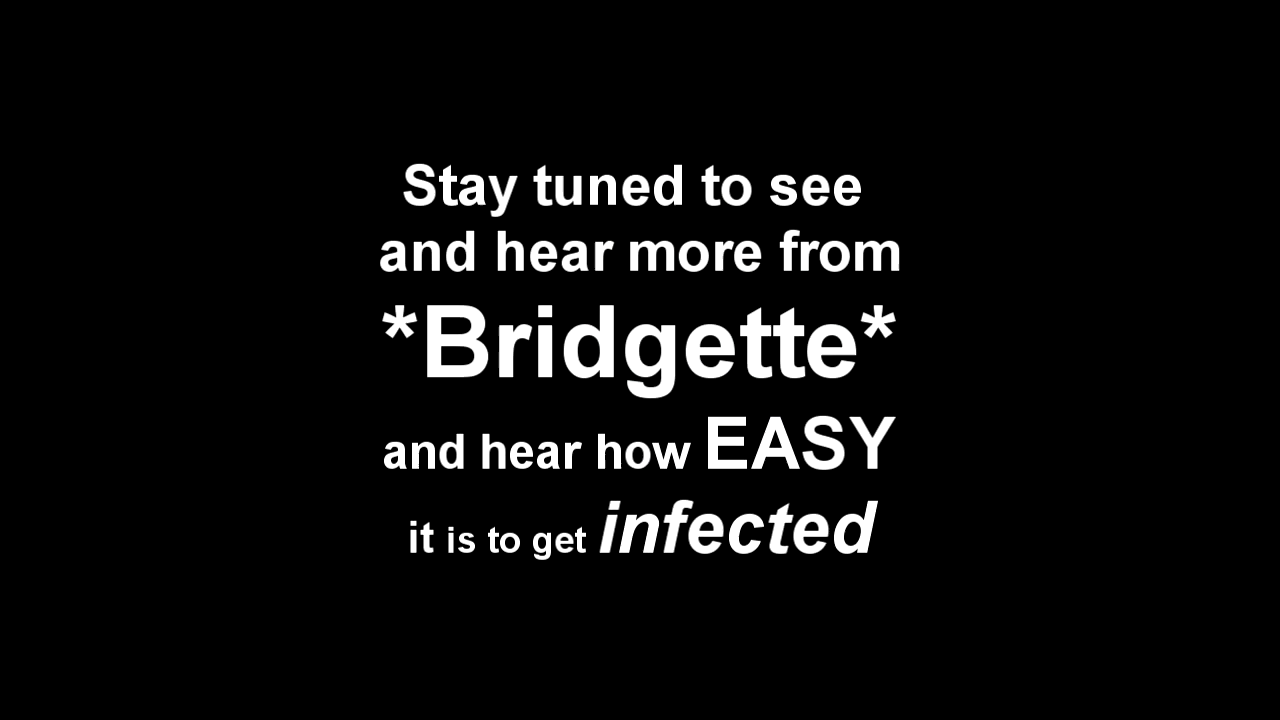 Stay tuned to see
and hear more from
*Bridgette*
and hear how EASY
it is to get infected